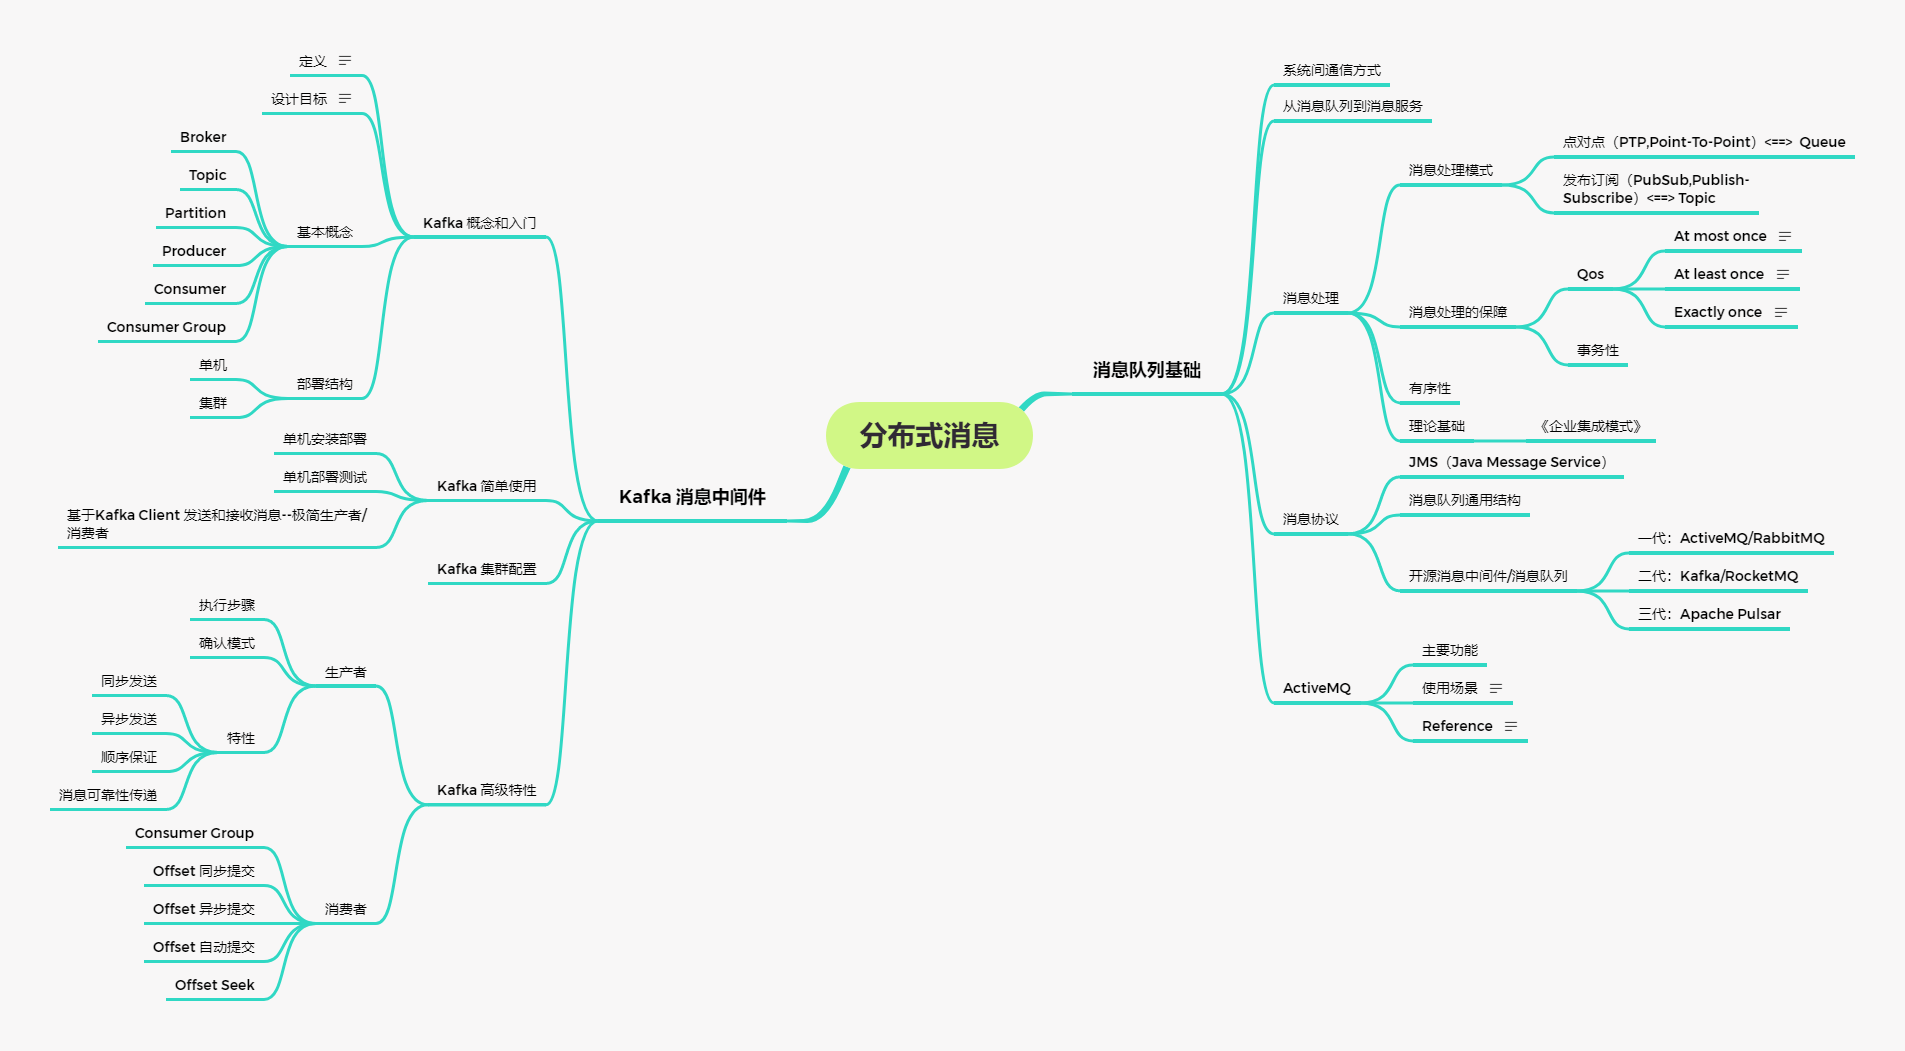 分布式消息
消息队列基础
系统间通信方式
从消息队列到消息服务
消息处理
消息处理模式
点对点（PTP,Point-To-Point）<==> Queue
发布订阅（PubSub,Publish-
Subscribe）<==> Topic
消息处理的保障
Qos
At most once
At least once
Exactly once
事务性
有序性
理论基础
《企业集成模式》
消息协议
JMS（Java Message Service）
消息队列通用结构
开源消息中间件/消息队列
一代：ActiveMQ/RabbitMQ
二代：Kafka/RocketMQ
三代：Apache Pulsar
ActiveMQ
主要功能
使用场景
Reference
Kafka 消息中间件
Kafka 概念和入门
定义
设计目标
基本概念
Broker
Topic
Partition
Producer
Consumer
Consumer Group
部署结构
单机
集群
Kafka 简单使用
单机安装部署
单机部署测试
基于Kafka Client 发送和接收消息--极简生产者/
消费者
Kafka 集群配置
Kafka 高级特性
生产者
执行步骤
确认模式
特性
同步发送
异步发送
顺序保证
消息可靠性传递
消费者
Consumer Group
Offset 同步提交
Offset 异步提交
Offset 自动提交
Offset Seek